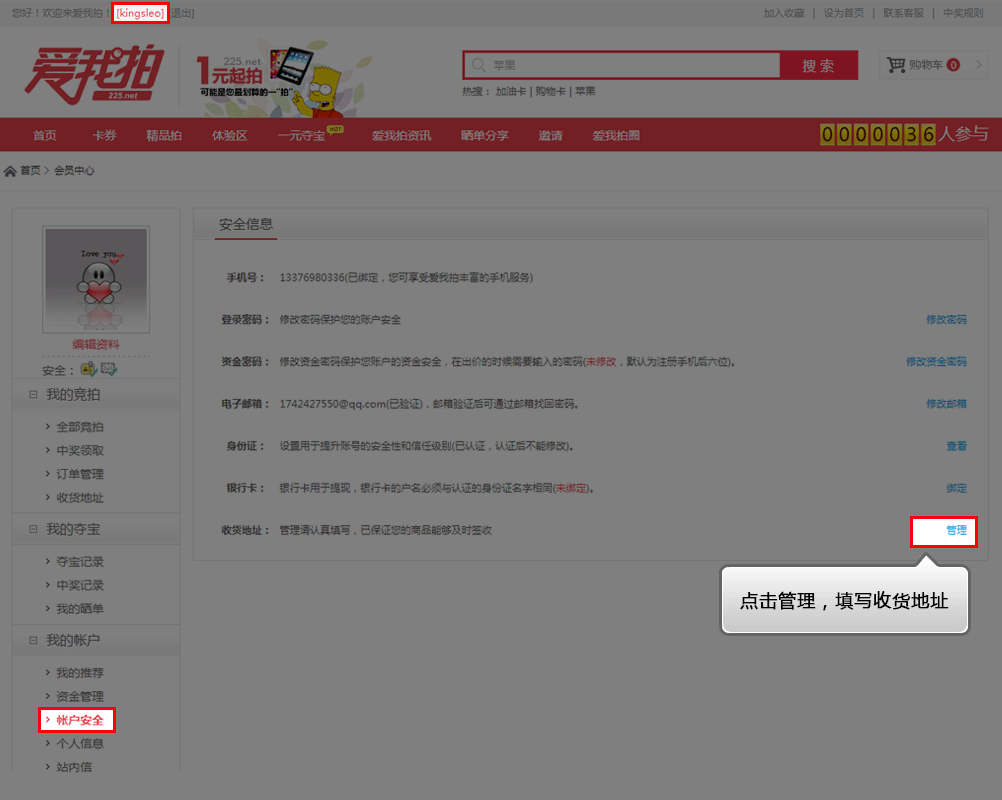 您好！欢迎来爱我拍！[kingsleo] [退出]
加入收藏 | 设为首页 | 联系客服 | 中奖规则
爱我拍
225.net
225.net
1元起拍
可能是您最划算的一“拍”
苹果
搜 索
购物车 0
热搜： 加油卡 | 购物卡 | 苹果
首页 卡券 精品拍 体验区 一元夺宝 HOT 爱我拍资讯 晒单分享 邀请 爱我拍圈
0000036人参与
首页 > 会员中心
Love you...
编辑资料
安全：
我的竞拍
全部竞拍
中奖领取
订单管理
收货地址
我的夺宝
夺宝记录
中奖记录
我的晒单
我的帐户
我的推荐
资金管理
帐户安全
个人信息
站内信
安全信息
手机号： 13376980336(已绑定，您可享受爱我拍丰富的手机服务)
登录密码： 修改密码保护您的账户安全 修改密码
资金密码： 修改资金密码保护您账户的资金安全，在出价的时候需要输入的密码(未修改，默认为注册手机后六位)。 修改资金密码
电子邮箱： 1742427550@qq.com(已验证)，邮箱验证后可通过邮箱找回密码。 修改邮箱
身份证： 设置用于提升账号的安全性和信任级别(已认证，认证后不能修改)。 查看
银行卡： 银行卡用于提现，银行卡的户名必须与认证的身份证名字相同(未绑定)。 绑定
收货地址： 管理请认真填写，已保证您的商品能够及时签收 管理
点击管理，填写收货地址